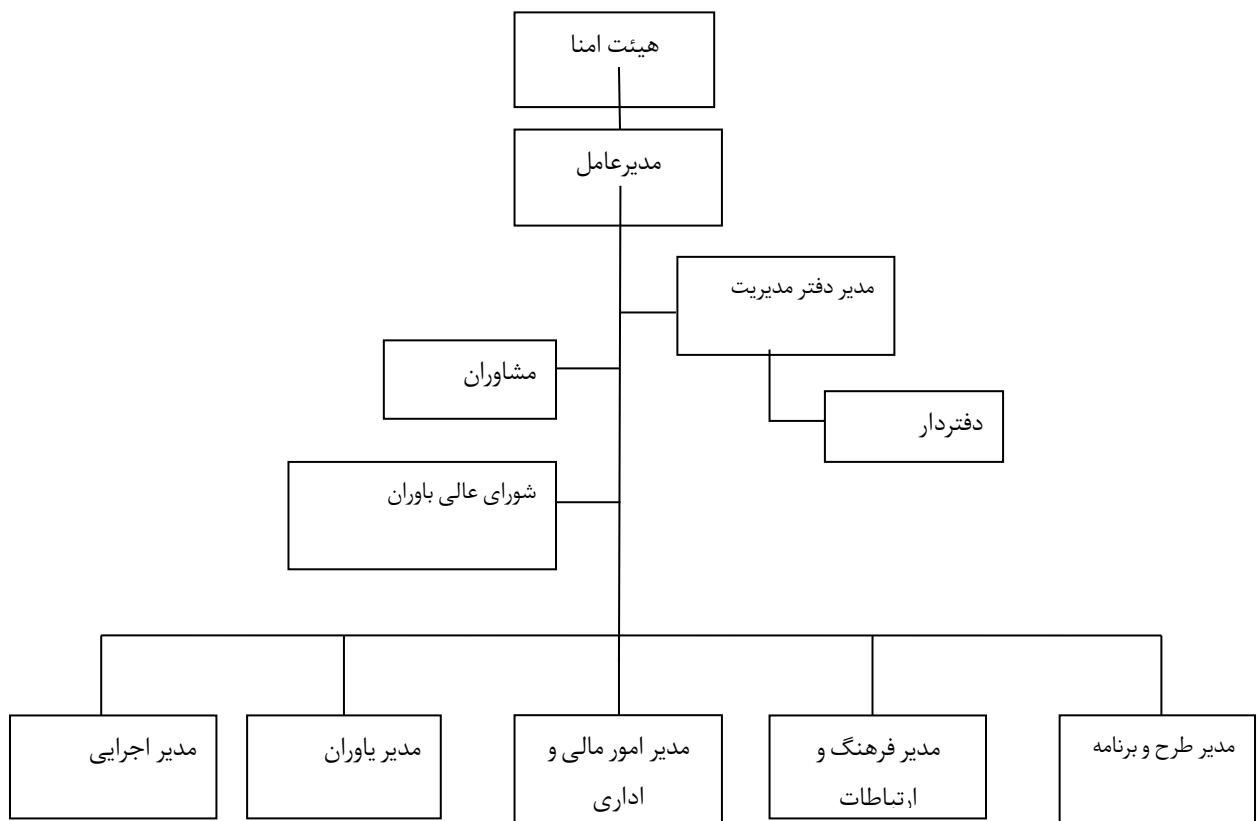 هیئت امنا
مدیرعامل
مدیر دفتر مدیریت
مشاوران
دفتردار
شورای عالی باوران
مدیر طرح و برنامه
مدیر فرهنگ و
ارتباطات
مدیر امور مالی و
اداری
مدیر یاوران
مدیر اجرایی